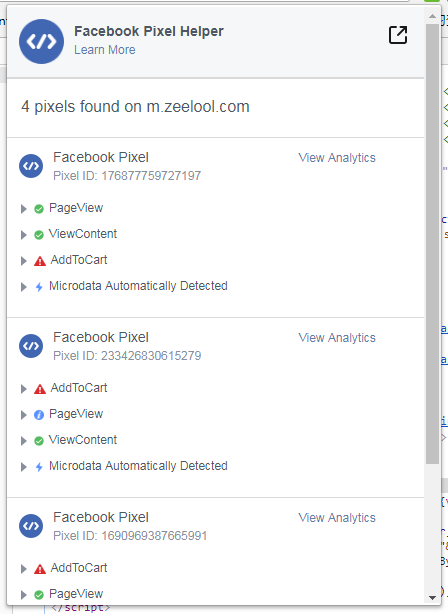 Facebook Pixel Helper
Learn More
4 pixels found on m.zeelool.com
Facebook Pixel
View Analytics
Pixel ID: 176877759727197
PageView
ViewContent
AddToCart
Microdata Automatically Detected
Facebook Pixel
View Analytics
Pixel ID: 233426830615279
AddToCart
PageView
ViewContent
Microdata Automatically Detected
Facebook Pixel
View Analytics
Pixel ID: 1690969387665991
AddToCart
PageView
</script>